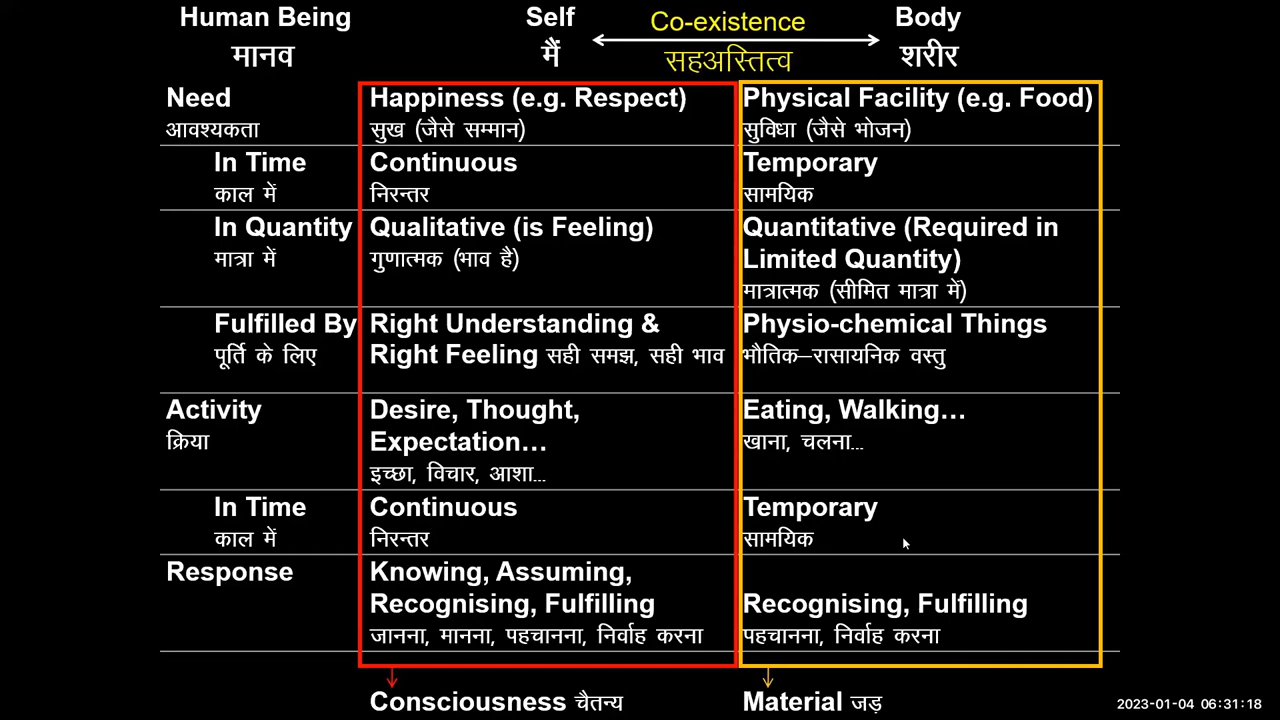 Human Being Self Co-existence Body
मानव मैं सहअस्तित्व शरीर
Need Happiness (e.g. Respect) Physical Facility (e.g. Food)
आवश्यकता सुख (जैसे सम्मान) सुविधा (जैसे भोजन)
In Time Continuous Temporary
काल में निरन्तर सामयिक
In Quantity Qualitative (is Feeling) Quantitative (Required in
मात्रा में गुणात्मक (भाव है) Limited Quantity)
मात्रात्मक (सीमित मात्रा में)
Fulfilled By Right Understanding & Physio-chemical Things
पूर्ति के लिए Right Feeling सही समझ, सही भाव भौतिक–रासायनिक वस्तु
Activity Desire, Thought, Eating, Walking…
क्रिया Expectation… खाना, चलना...
इच्छा, विचार, आशा...
In Time Continuous Temporary
काल में निरन्तर सामयिक
Response Knowing, Assuming,
Recognising, Fulfilling Recognising, Fulfilling
जानना, मानना, पहचानना, निर्वाह करना पहचानना, निर्वाह करना
Consciousness चैतन्य Material जड़
2023-01-04 06:31:18